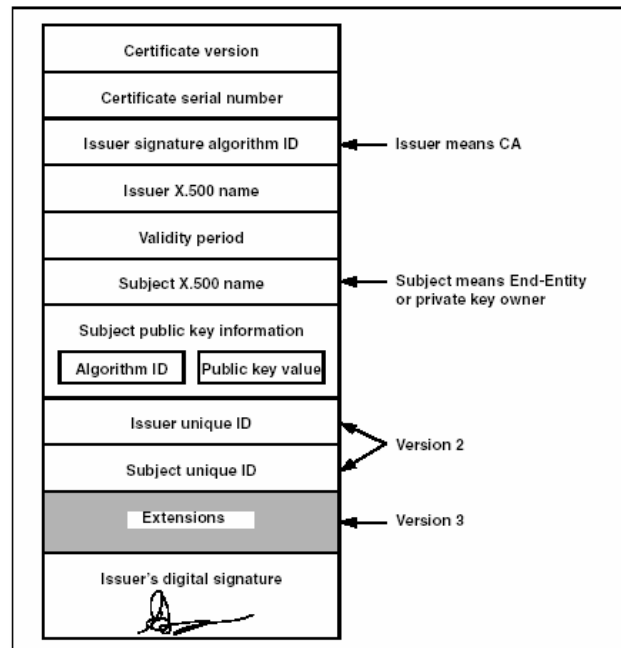 Certificate version
Certificate serial number
Issuer signature algorithm ID
Issuer means CA
Issuer X.500 name
Validity period
Subject X.500 name
Subject means End-Entity
or private key owner
Subject public key information
Algorithm ID
Public key value
Issuer unique ID
Version 2
Subject unique ID
Extensions
Version 3
Issuer's digital signature